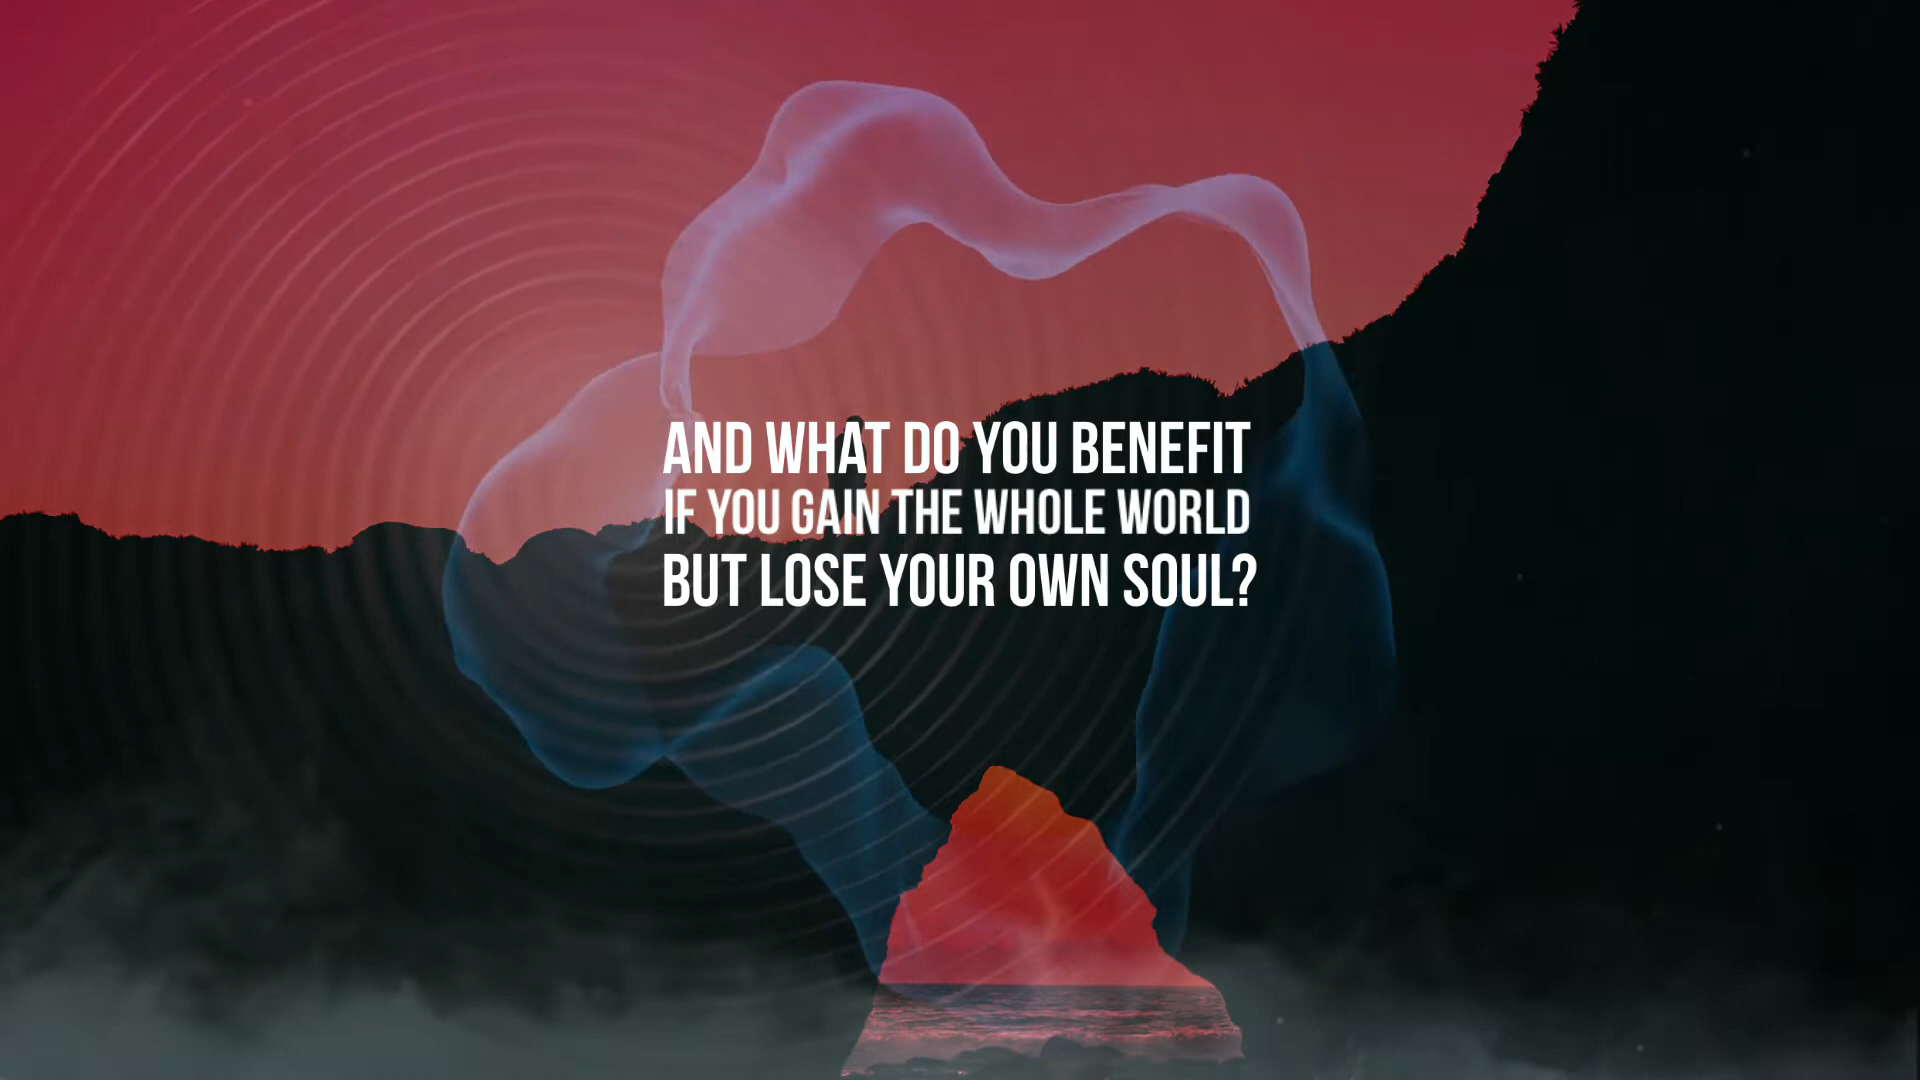 AND WHAT DO YOU BENEFIT
IF YOU GAIN THE WHOLE WORLD
BUT LOSE YOUR OWN SOUL?